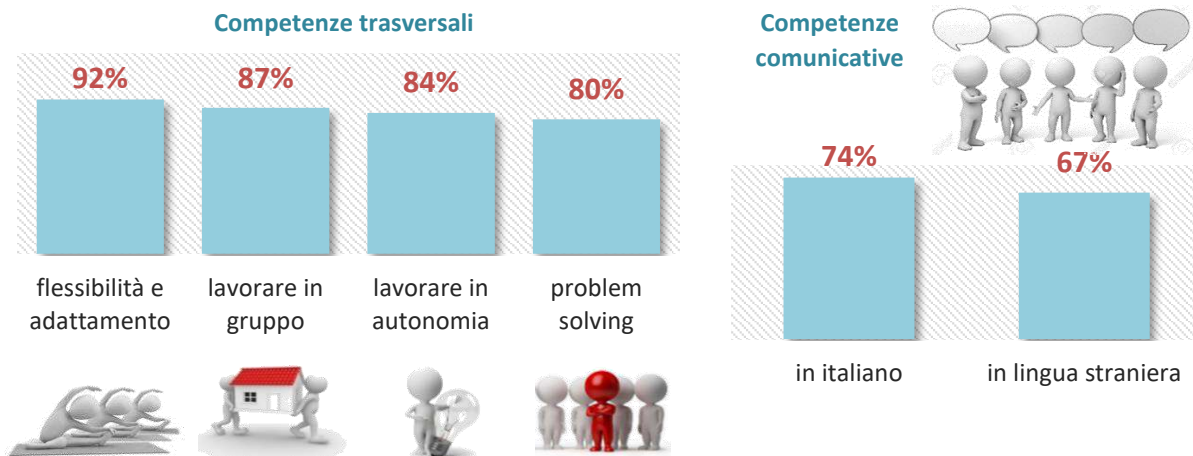 Competenze trasversali
92%
87%
84%
80%
flessibilità e
adattamento
lavorare in
gruppo
lavorare in
autonomia
problem
solving
Competenze
comunicative
74%
67%
in italiano
in lingua straniera